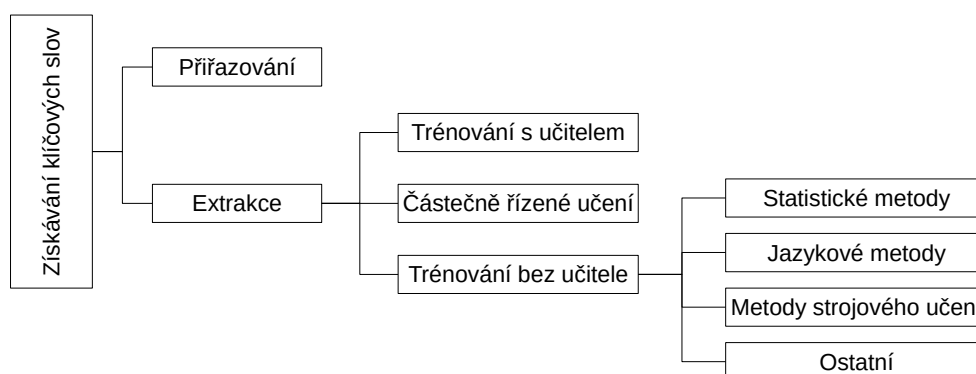 Získávání klíčových slov
Přiřazování
Extrakce
Trénování s učitelem
Částečně řízené učení
Trénování bez učitele
Statistické metody
Jazykové metody
Metody strojového učen
Ostatní